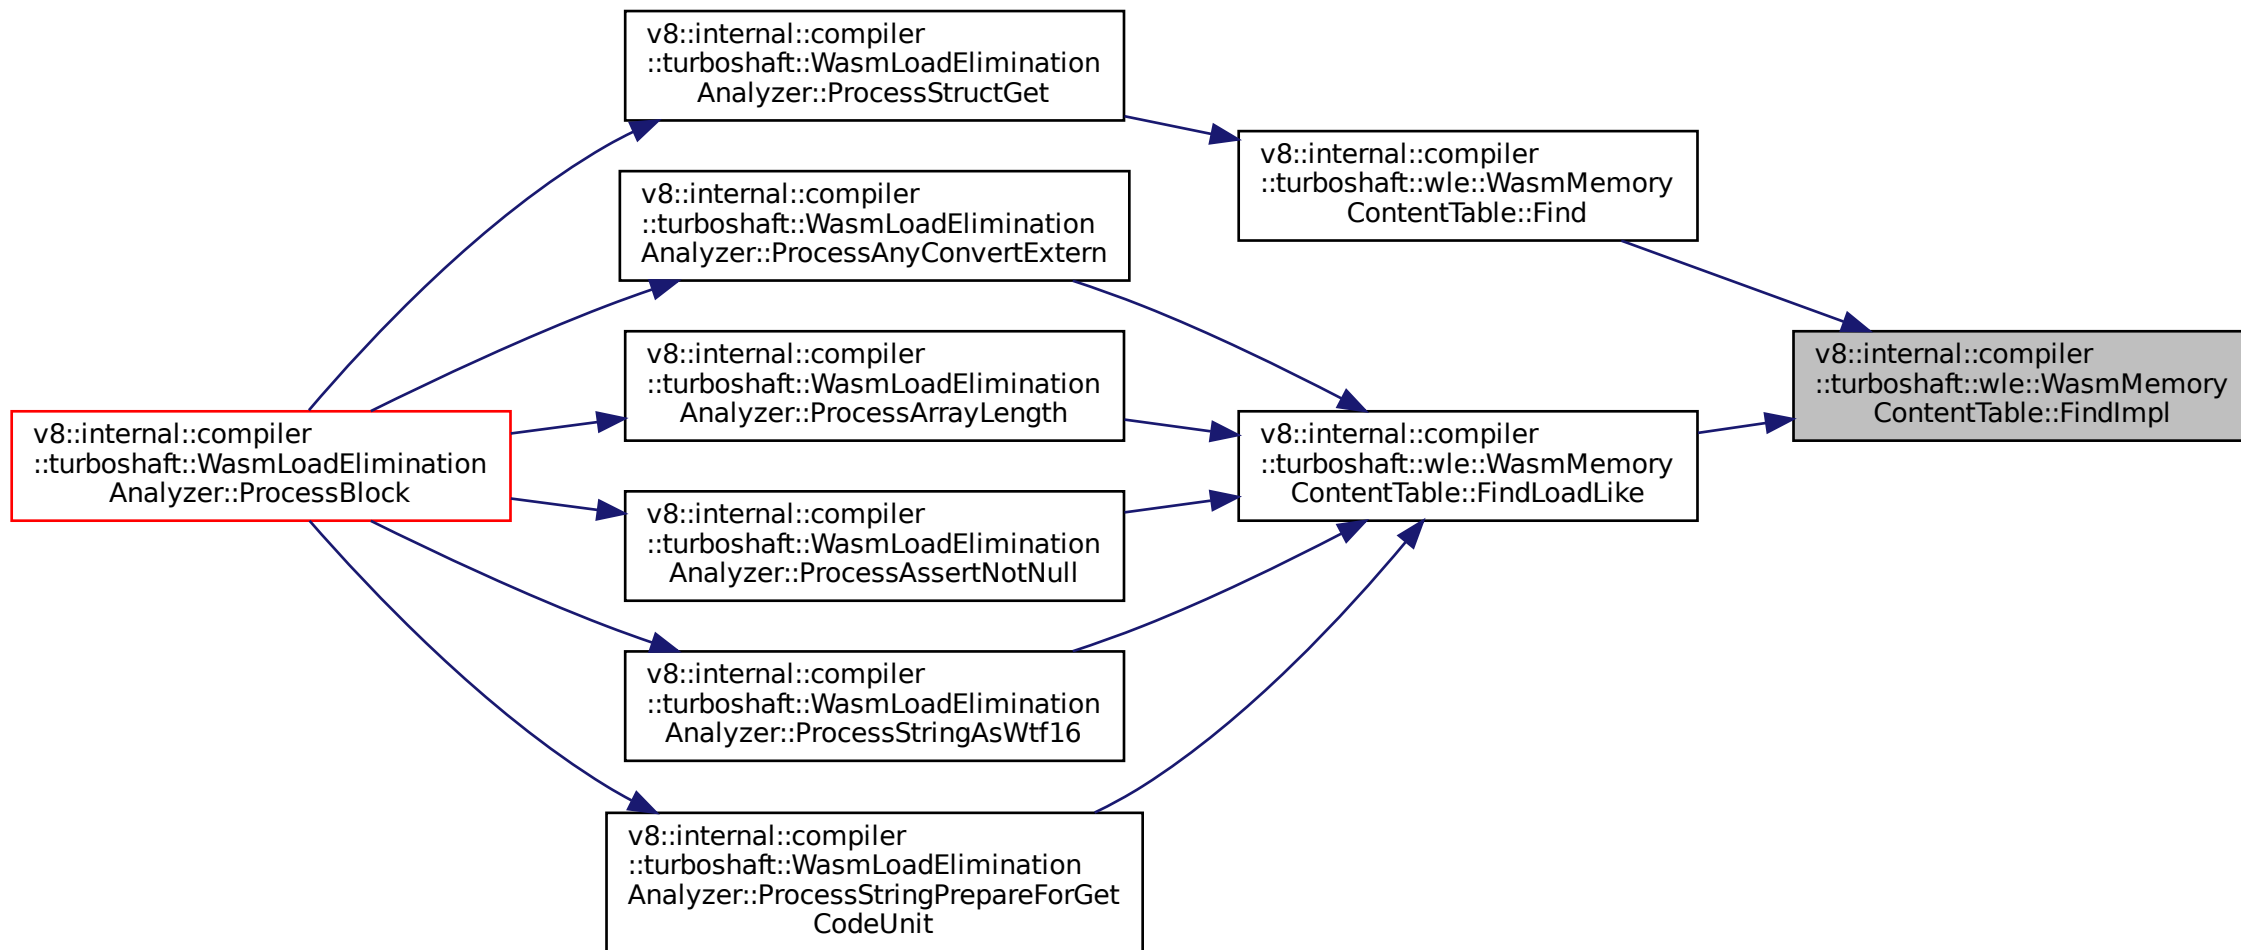 v8::internal::compiler
::turboshaft::WasmLoadElimination
Analyzer::ProcessBlock
v8::internal::compiler
::turboshaft::WasmLoadElimination
Analyzer::ProcessStructGet
v8::internal::compiler
::turboshaft::WasmLoadElimination
Analyzer::ProcessAnyConvertExtern
v8::internal::compiler
::turboshaft::WasmLoadElimination
Analyzer::ProcessArrayLength
v8::internal::compiler
::turboshaft::WasmLoadElimination
Analyzer::ProcessAssertNotNull
v8::internal::compiler
::turboshaft::WasmLoadElimination
Analyzer::ProcessStringAsWtf16
v8::internal::compiler
::turboshaft::WasmLoadElimination
Analyzer::ProcessStringPrepareForGet
CodeUnit
v8::internal::compiler
::turboshaft::wle::WasmMemory
ContentTable::Find
v8::internal::compiler
::turboshaft::wle::WasmMemory
ContentTable::FindLoadLike
v8::internal::compiler
::turboshaft::wle::WasmMemory
ContentTable::FindImpl